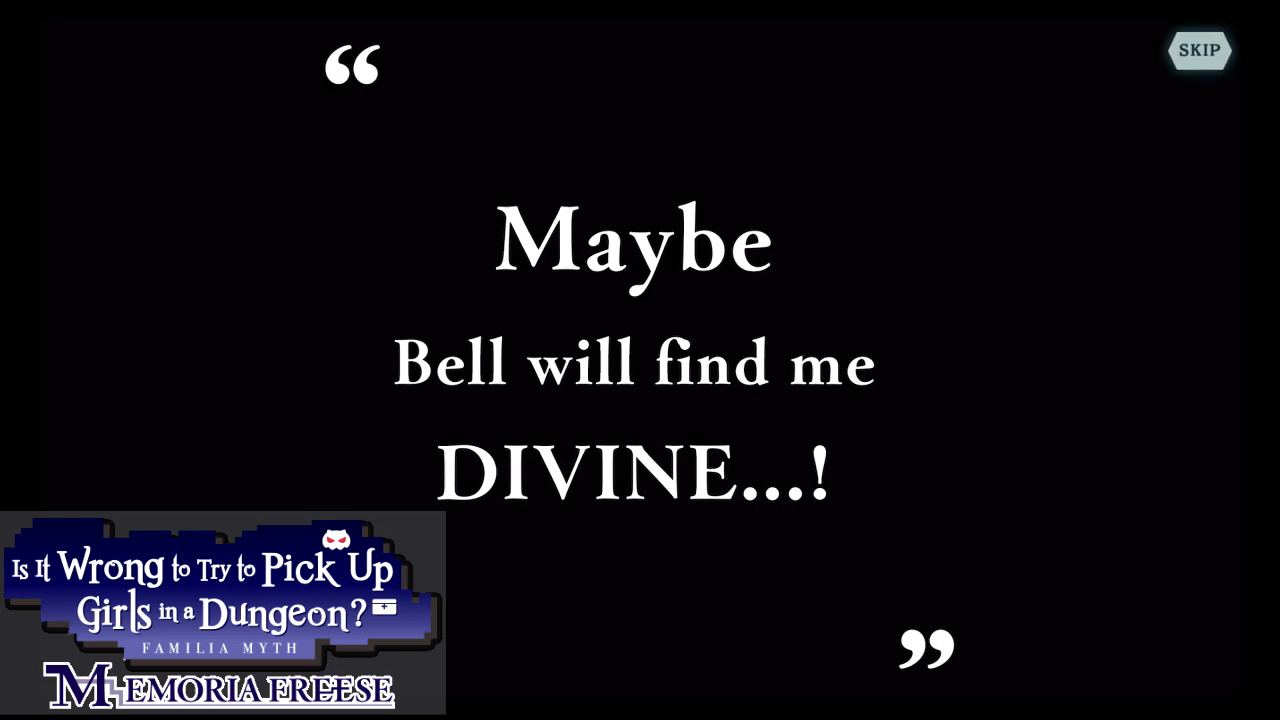 SKIP
“
Maybe
Bell will find me
DIVINE...!
”
Is It Wrong to Try to Pick Up
Girls in a Dungeon?
FAMILIA MYTH
MEMORIA FREESE